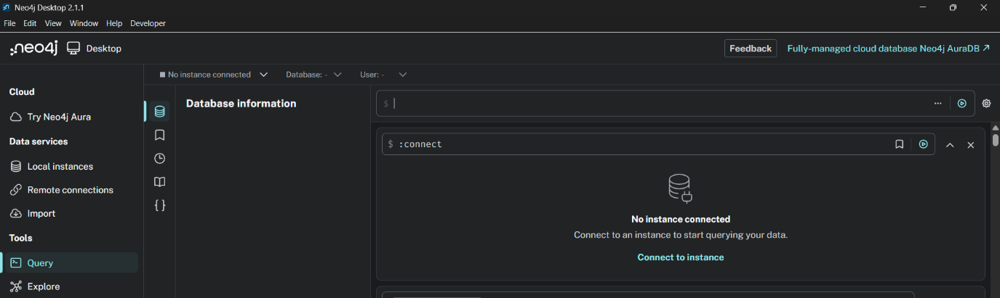 Neo4j Desktop 2.1.1
File Edit View Window Help Developer
:neo4j Desktop
Feedback
Fully-managed cloud database Neo4j AuraDB ↗
No instance connected
Database: -
User: -
Cloud
Try Neo4j Aura
Data services
Local instances
Remote connections
Import
Tools
Query
Explore
Database information
$
$ :connect
No instance connected
Connect to an instance to start querying your data.
Connect to instance